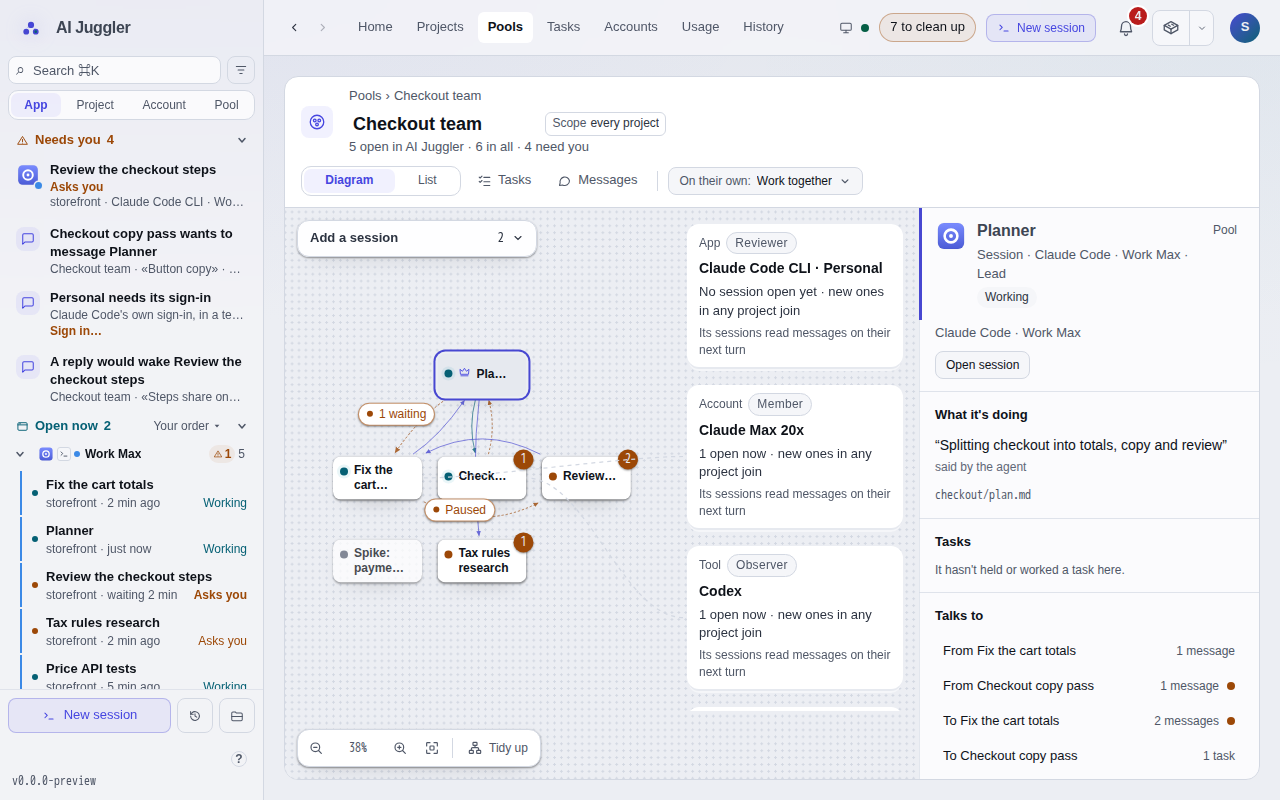 AI Juggler
Search ⌘K
App Project Account Pool
Needs you 4
Review the checkout steps
Asks you
storefront · Claude Code CLI · Wo…
Checkout copy pass wants to
message Planner
Checkout team · «Button copy» · …
Personal needs its sign-in
Claude Code's own sign-in, in a te…
Sign in…
A reply would wake Review the
checkout steps
Checkout team · «Steps share on…
Open now 2 Your order
Work Max 1 5
Fix the cart totals
storefront · 2 min ago Working
Planner
storefront · just now Working
Review the checkout steps
storefront · waiting 2 min Asks you
Tax rules research
storefront · 2 min ago Asks you
Price API tests
storefront · 5 min ago Working
New session
?
v0.0.0-preview
Home Projects Pools Tasks Accounts Usage History
7 to clean up
New session
4
S
Pools › Checkout team
Checkout team
Scope every project
5 open in AI Juggler · 6 in all · 4 need you
Diagram List Tasks Messages On their own: Work together
Add a session 2
Pla…
1 waiting
Fix the
cart…
Check…
1
Review…
2
Paused
Spike:
payme…
Tax rules
research
1
38% Tidy up
App Reviewer
Claude Code CLI · Personal
No session open yet · new ones
in any project join
Its sessions read messages on their
next turn
Account Member
Claude Max 20x
1 open now · new ones in any
project join
Its sessions read messages on their
next turn
Tool Observer
Codex
1 open now · new ones in any
project join
Its sessions read messages on their
next turn
Planner Pool
Session · Claude Code · Work Max ·
Lead
Working
Claude Code · Work Max
Open session
What it's doing
“Splitting checkout into totals, copy and review”
said by the agent
checkout/plan.md
Tasks
It hasn't held or worked a task here.
Talks to
From Fix the cart totals 1 message
From Checkout copy pass 1 message
To Fix the cart totals 2 messages
To Checkout copy pass 1 task